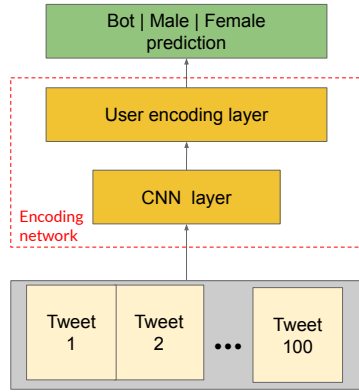 Bot | Male | Female
prediction
User encoding layer
CNN layer
Encoding
network
Tweet
1
Tweet
2
...
Tweet
100